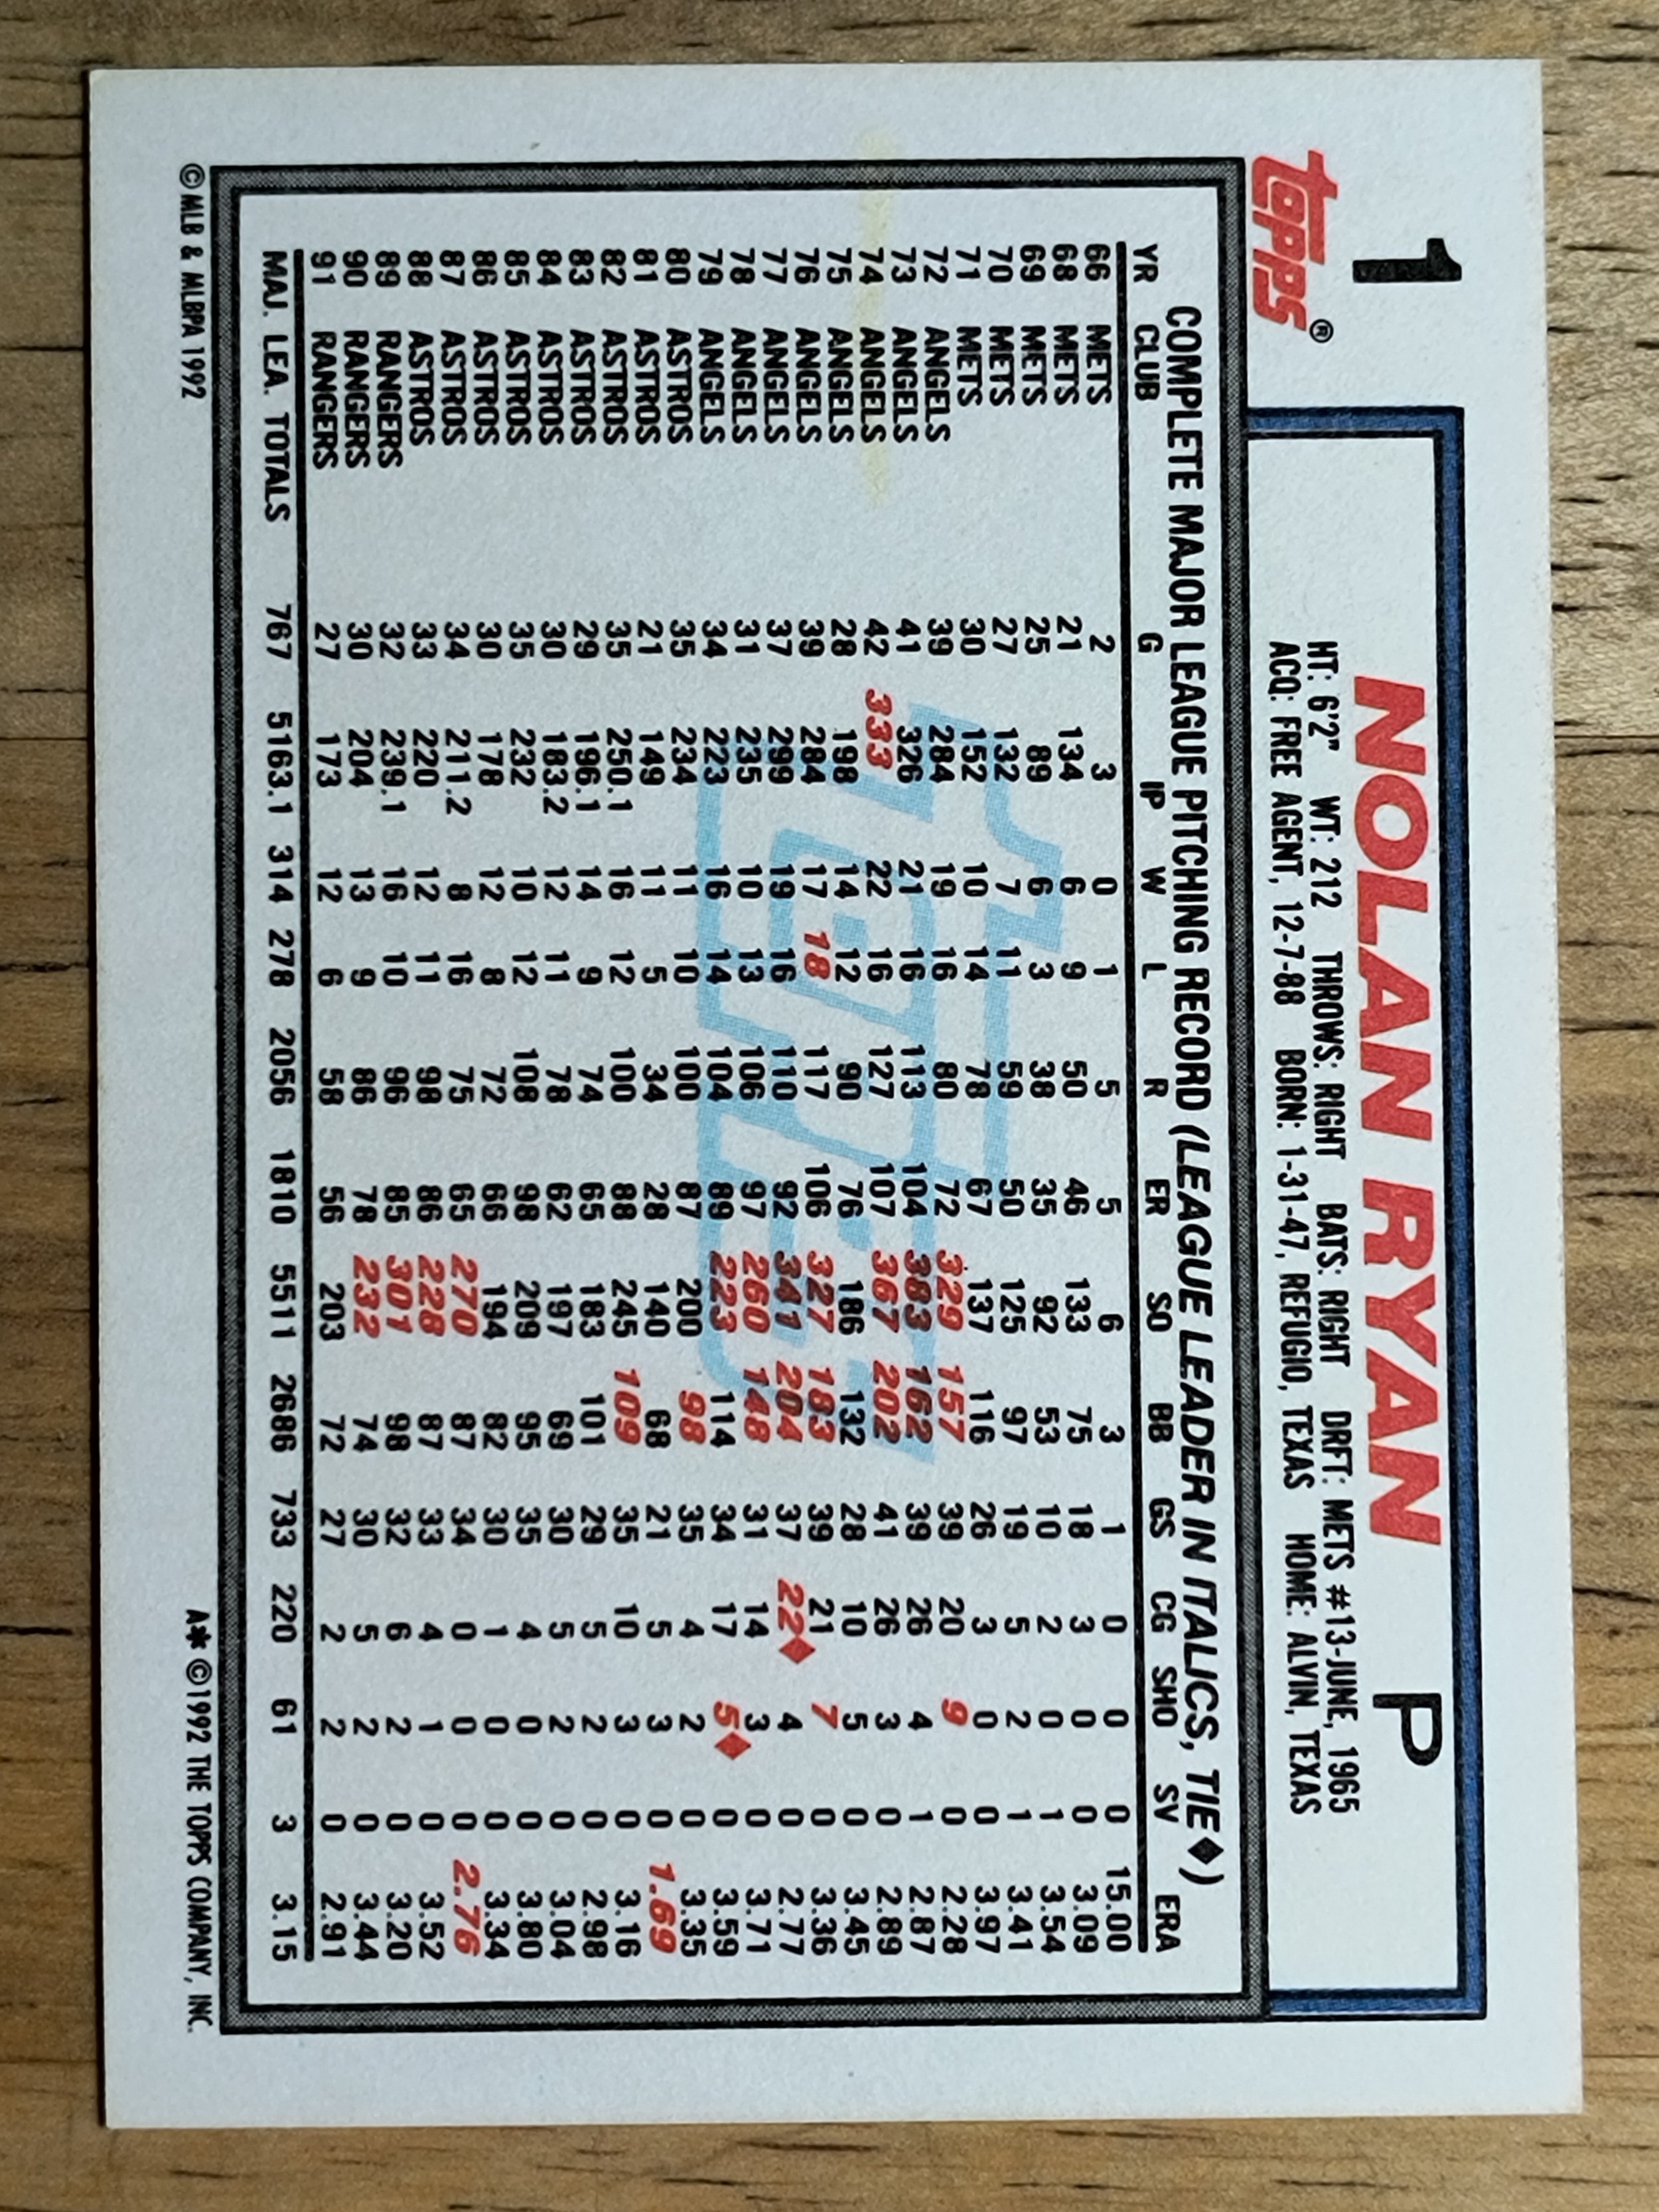 1
NOLAN RYAN P
topps®
HT: 6'2" WT: 212 THROWS: RIGHT BATS: RIGHT DRFT: METS #13-JUNE, 1965
ACQ: FREE AGENT, 12-7-88 BORN: 1-31-47, REFUGIO, TEXAS HOME: ALVIN, TEXAS
COMPLETE MAJOR LEAGUE PITCHING RECORD (LEAGUE LEADER IN ITALICS, TIE♦)
YR CLUB G IP W L R ER SO BB GS CG SHO SV ERA
66 METS 2 3 0 1 5 5 6 3 1 0 0 0 15.00
68 METS 21 134 6 9 50 46 133 75 18 3 0 0 3.09
69 METS 25 89 6 3 38 35 92 53 10 2 0 1 3.54
70 METS 27 132 7 11 59 50 125 97 19 5 2 1 3.41
71 METS 30 152 10 14 78 67 137 116 26 3 0 0 3.97
72 ANGELS 39 284 19 16 80 72 329 157 39 20 9 0 2.28
73 ANGELS 41 326 21 16 113 104 383 162 39 26 4 1 2.87
74 ANGELS 42 333 22 16 127 107 367 202 41 26 3 0 2.89
75 ANGELS 28 198 14 12 90 76 186 132 28 10 5 0 3.45
76 ANGELS 39 284 17 18 117 106 327 183 39 21 7 0 3.36
77 ANGELS 37 299 19 16 110 92 341 204 37 22♦ 4 0 2.77
78 ANGELS 31 235 10 13 106 97 260 148 31 14 3 0 3.71
79 ANGELS 34 223 16 14 104 89 223 114 34 17 5♦ 0 3.59
80 ASTROS 35 234 11 10 100 87 200 98 35 4 2 0 3.35
81 ASTROS 21 149 11 5 34 28 140 68 21 5 3 0 1.69
82 ASTROS 35 250.1 16 12 100 88 245 109 35 10 3 0 3.16
83 ASTROS 29 196.1 14 9 74 65 183 101 29 5 2 0 2.98
84 ASTROS 30 183.2 12 11 78 62 197 69 30 5 2 0 3.04
85 ASTROS 35 232 10 12 108 98 209 95 35 4 0 0 3.80
86 ASTROS 30 178 12 8 72 66 194 82 30 1 0 0 3.34
87 ASTROS 34 211.2 8 16 75 65 270 87 34 0 0 0 2.76
88 ASTROS 33 220 12 11 98 86 228 87 33 4 1 0 3.52
89 RANGERS 32 239.1 16 10 96 85 301 98 32 6 2 0 3.20
90 RANGERS 30 204 13 9 86 78 232 74 30 5 2 0 3.44
91 RANGERS 27 173 12 6 58 56 203 72 27 2 2 0 2.91
MAJ. LEA. TOTALS 767 5163.1 314 278 2056 1810 5511 2686 733 220 61 3 3.15
© MLB & MLBPA 1992 A* ©1992 THE TOPPS COMPANY, INC.